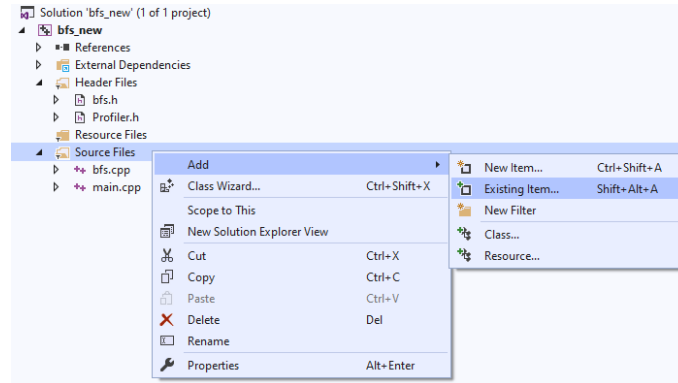 Solution 'bfs_new' (1 of 1 project)
bfs_new
References
External Dependencies
Header Files
bfs.h
Profiler.h
Resource Files
Source Files
bfs.cpp
main.cpp
Add
Class Wizard... Ctrl+Shift+X
Scope to This
New Solution Explorer View
Cut Ctrl+X
Copy Ctrl+C
Paste Ctrl+V
Delete Del
Rename
Properties Alt+Enter
New Item... Ctrl+Shift+A
Existing Item... Shift+Alt+A
New Filter
Class...
Resource...